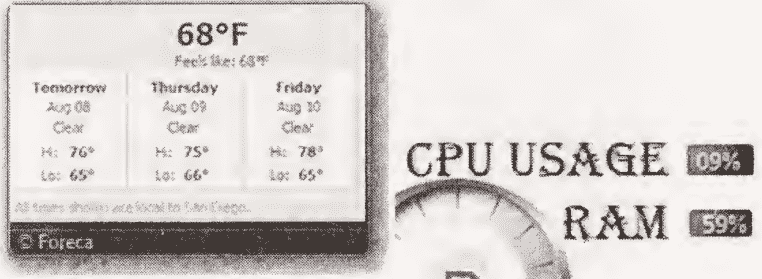 68°F
Feels like: 68°F
Tomorrow Thursday Friday
Aug 08 Aug 09 Aug 10
Clear Clear Clear
Hi: 76° Hi: 75° Hi: 78°
Lo: 65° Lo: 66° Lo: 65°
All times shown are local to San Diego.
© Foreca
CPU USAGE 09%
RAM 59%